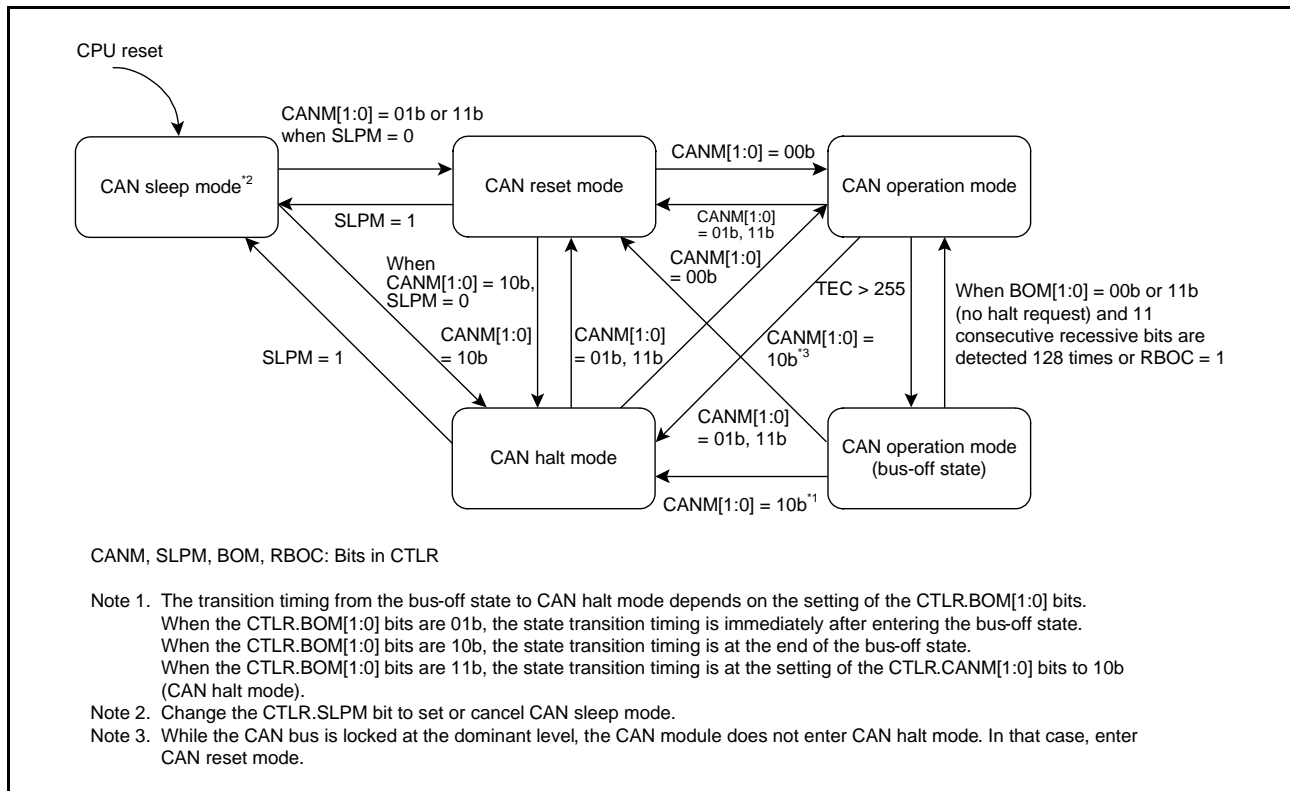 CPU reset
CANM[1:0] = 01b or 11b
when SLPM = 0
CAN sleep mode*2
CAN reset mode
CANM[1:0] = 00b
CAN operation mode
SLPM = 1
CANM[1:0]
= 01b, 11b
When
CANM[1:0] = 10b,
SLPM = 0
CANM[1:0]
= 00b
TEC > 255
When BOM[1:0] = 00b or 11b
(no halt request) and 11
consecutive recessive bits are
detected 128 times or RBOC = 1
SLPM = 1
CANM[1:0]
= 10b
CANM[1:0]
= 01b, 11b
CANM[1:0] =
10b*3
CANM[1:0]
= 01b, 11b
CAN halt mode
CAN operation mode
(bus-off state)
CANM[1:0] = 10b*1
CANM, SLPM, BOM, RBOC: Bits in CTLR
Note 1. The transition timing from the bus-off state to CAN halt mode depends on the setting of the CTLR.BOM[1:0] bits.
When the CTLR.BOM[1:0] bits are 01b, the state transition timing is immediately after entering the bus-off state.
When the CTLR.BOM[1:0] bits are 10b, the state transition timing is at the end of the bus-off state.
When the CTLR.BOM[1:0] bits are 11b, the state transition timing is at the setting of the CTLR.CANM[1:0] bits to 10b
(CAN halt mode).
Note 2. Change the CTLR.SLPM bit to set or cancel CAN sleep mode.
Note 3. While the CAN bus is locked at the dominant level, the CAN module does not enter CAN halt mode. In that case, enter
CAN reset mode.